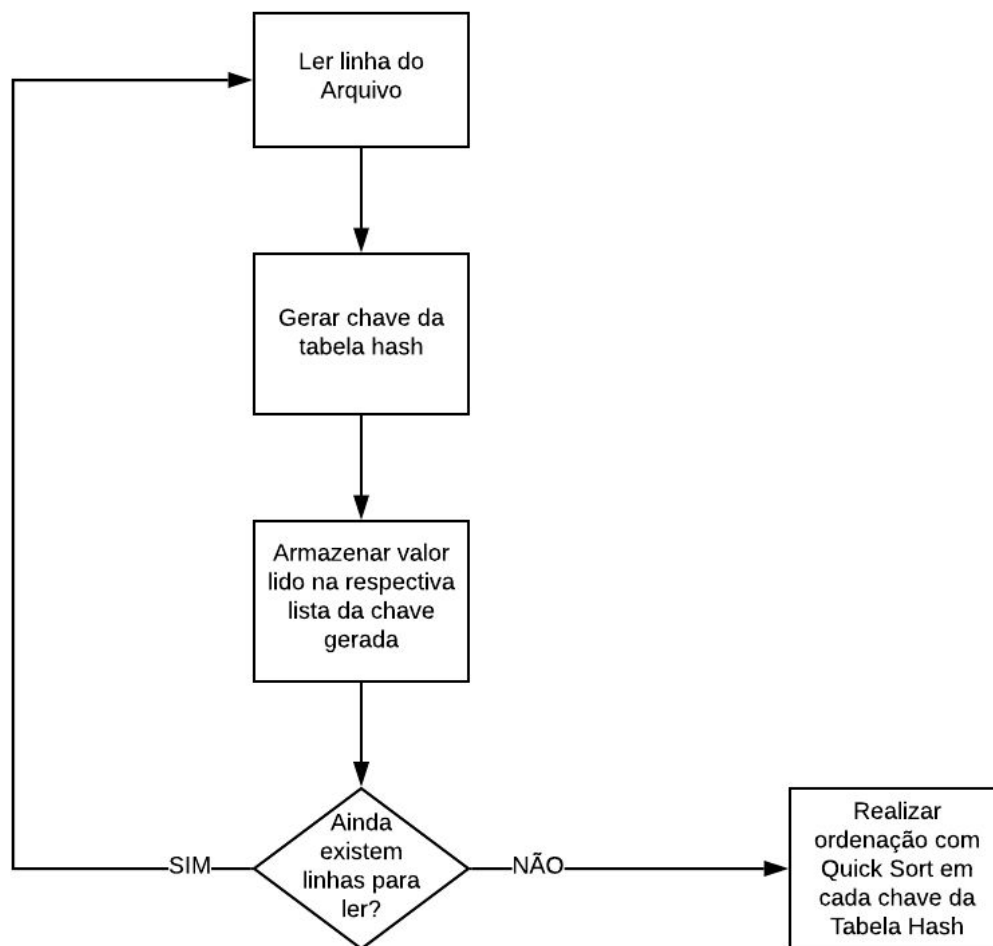 Ler linha do
Arquivo
Gerar chave da
tabela hash
Armazenar valor
lido na respectiva
lista da chave
gerada
Ainda
existem
linhas para
ler?
SIM
NÃO
Realizar
ordenação com
Quick Sort em
cada chave da
Tabela Hash